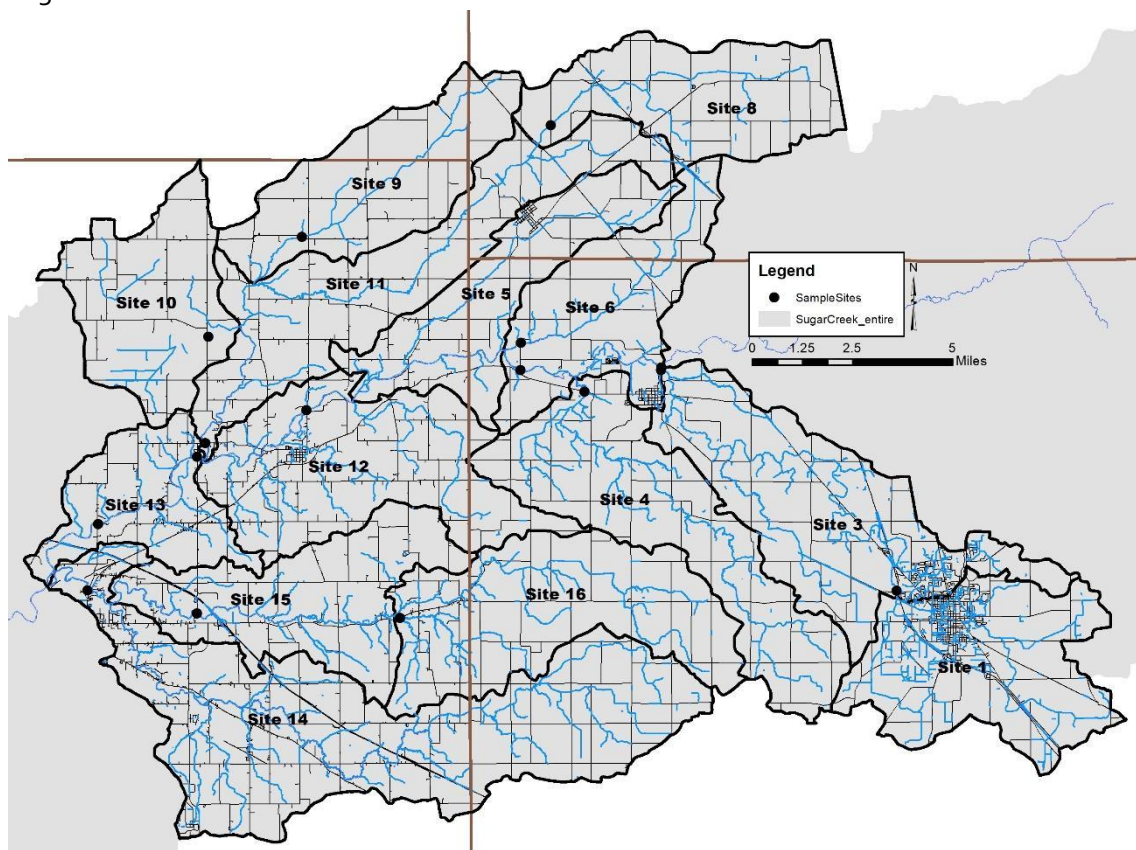 Site 8
Site 9
Site 10
Site 11
Site 5
Site 6
Legend
SampleSites
SugarCreek_entire
N
0 1.25 2.5 5
Miles
Site 12
Site 13
Site 4
Site 3
Site 15
Site 16
Site 1
Site 14